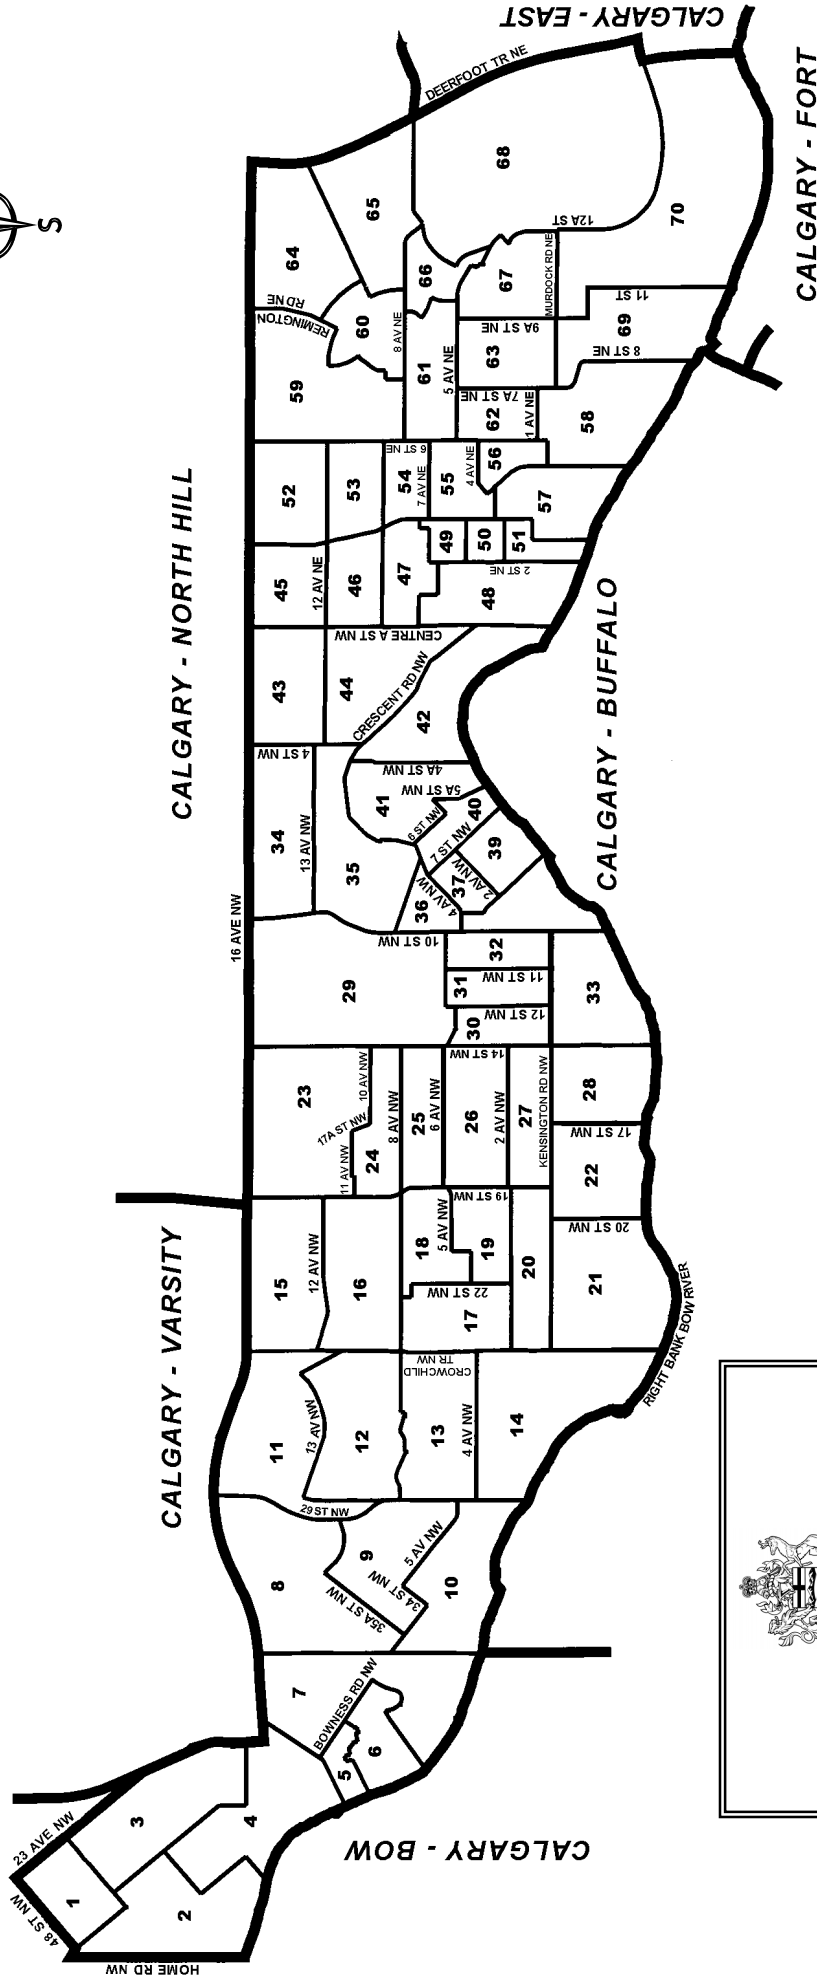 S
CALGARY - EAST
CALGARY - FORT
CALGARY - NORTH HILL
CALGARY - BUFFALO
CALGARY - VARSITY
CALGARY - BOW
DEERFOOT TR NE
REMINGTON
RD NE
8 AV NE
12A ST
MURDOCK RD NE
11 ST
9A ST NE
8 ST NE
5 AV NE
7A ST NE
1 AV NE
6 ST NE
7 AV NE
4 AV NE
12 AV NE
2 ST NE
CENTRE A ST NW
CRESCENT RD NW
4 ST NW
4A ST NW
5A ST NW
6 ST NW
7 ST NW
2 AV NW
4 AV NW
13 AV NW
16 AVE NW
10 ST NW
11 ST NW
12 ST NW
14 ST NW
10 AV NW
17A ST NW
11 AV NW
8 AV NW
6 AV NW
2 AV NW
KENSINGTON RD NW
17 ST NW
19 ST NW
20 ST NW
5 AV NW
22 ST NW
12 AV NW
CROWCHILD
TR NW
13 AV NW
4 AV NW
RIGHT BANK BOW RIVER
29 ST NW
5 AV NW
34 ST NW
35A ST NW
BOWNESS RD NW
23 AVE NW
48 ST NW
HOME RD NW
1
2
3
4
5
6
7
8
9
10
11
12
13
14
15
16
17
18
19
20
21
22
23
24
25
26
27
28
29
30
31
32
33
34
35
36
37
39
40
41
42
43
44
45
46
47
48
49
50
51
52
53
54
55
56
57
58
59
60
61
62
63
64
65
66
67
68
69
70